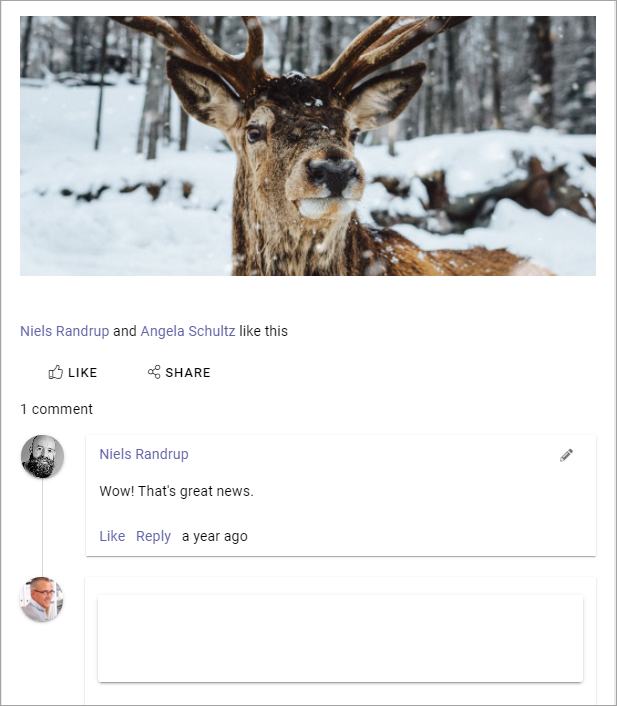 Niels Randrup and Angela Schultz like this
LIKE SHARE
1 comment
Niels Randrup
Wow! That's great news.
Like Reply a year ago